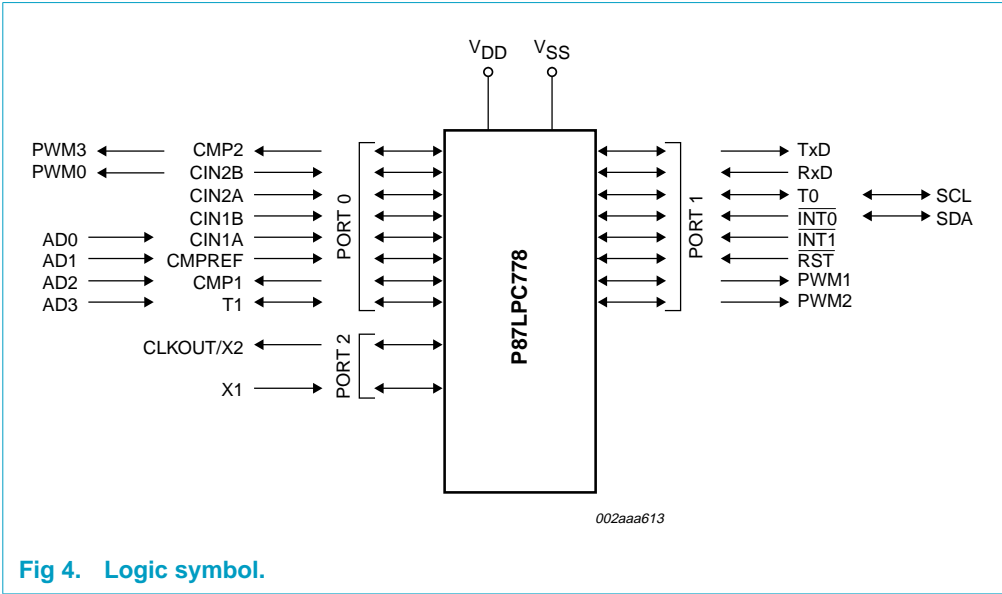 VDD VSS
PWM3 CMP2 TxD
PWM0 CIN2B RxD
CIN2A T0 SCL
CIN1B INT0 SDA
AD0 CIN1A INT1
AD1 CMPREF RST
AD2 CMP1 PWM1
AD3 T1 PWM2
PORT 0
PORT 1
CLKOUT/X2
X1
PORT 2
P87LPC778
002aaa613
Fig 4. Logic symbol.